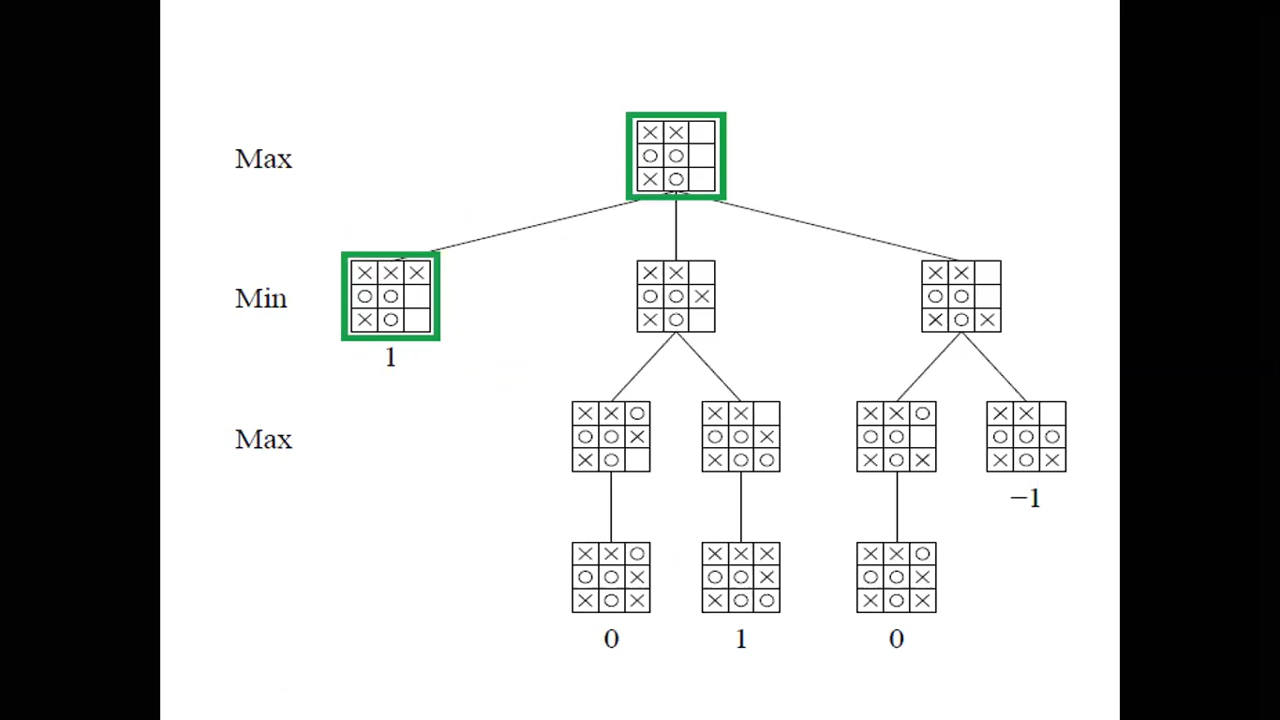 Max
× ×
○ ○
× ○
Min
× × ×
○ ○
× ○
1
× ×
○ ○ ×
× ○
× ×
○ ○
× ○ ×
Max
× × ○
○ ○ ×
× ○
× ×
○ ○ ×
× ○ ○
× × ○
○ ○
× ○ ×
× ×
○ ○ ○
× ○ ×
−1
× × ○
○ ○ ×
× ○ ×
0
× × ×
○ ○ ×
× ○ ○
1
× × ○
○ ○ ×
× ○ ×
0